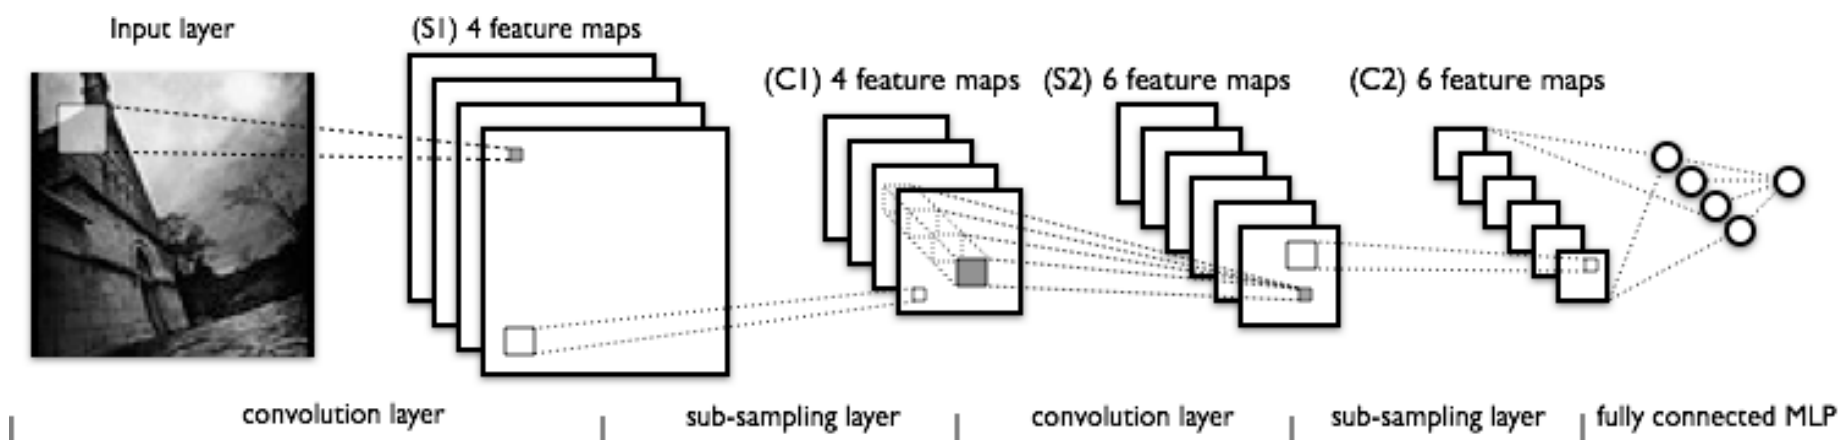 Input layer
(S1) 4 feature maps
(C1) 4 feature maps
(S2) 6 feature maps
(C2) 6 feature maps
convolution layer
sub-sampling layer
convolution layer
sub-sampling layer
fully connected MLP